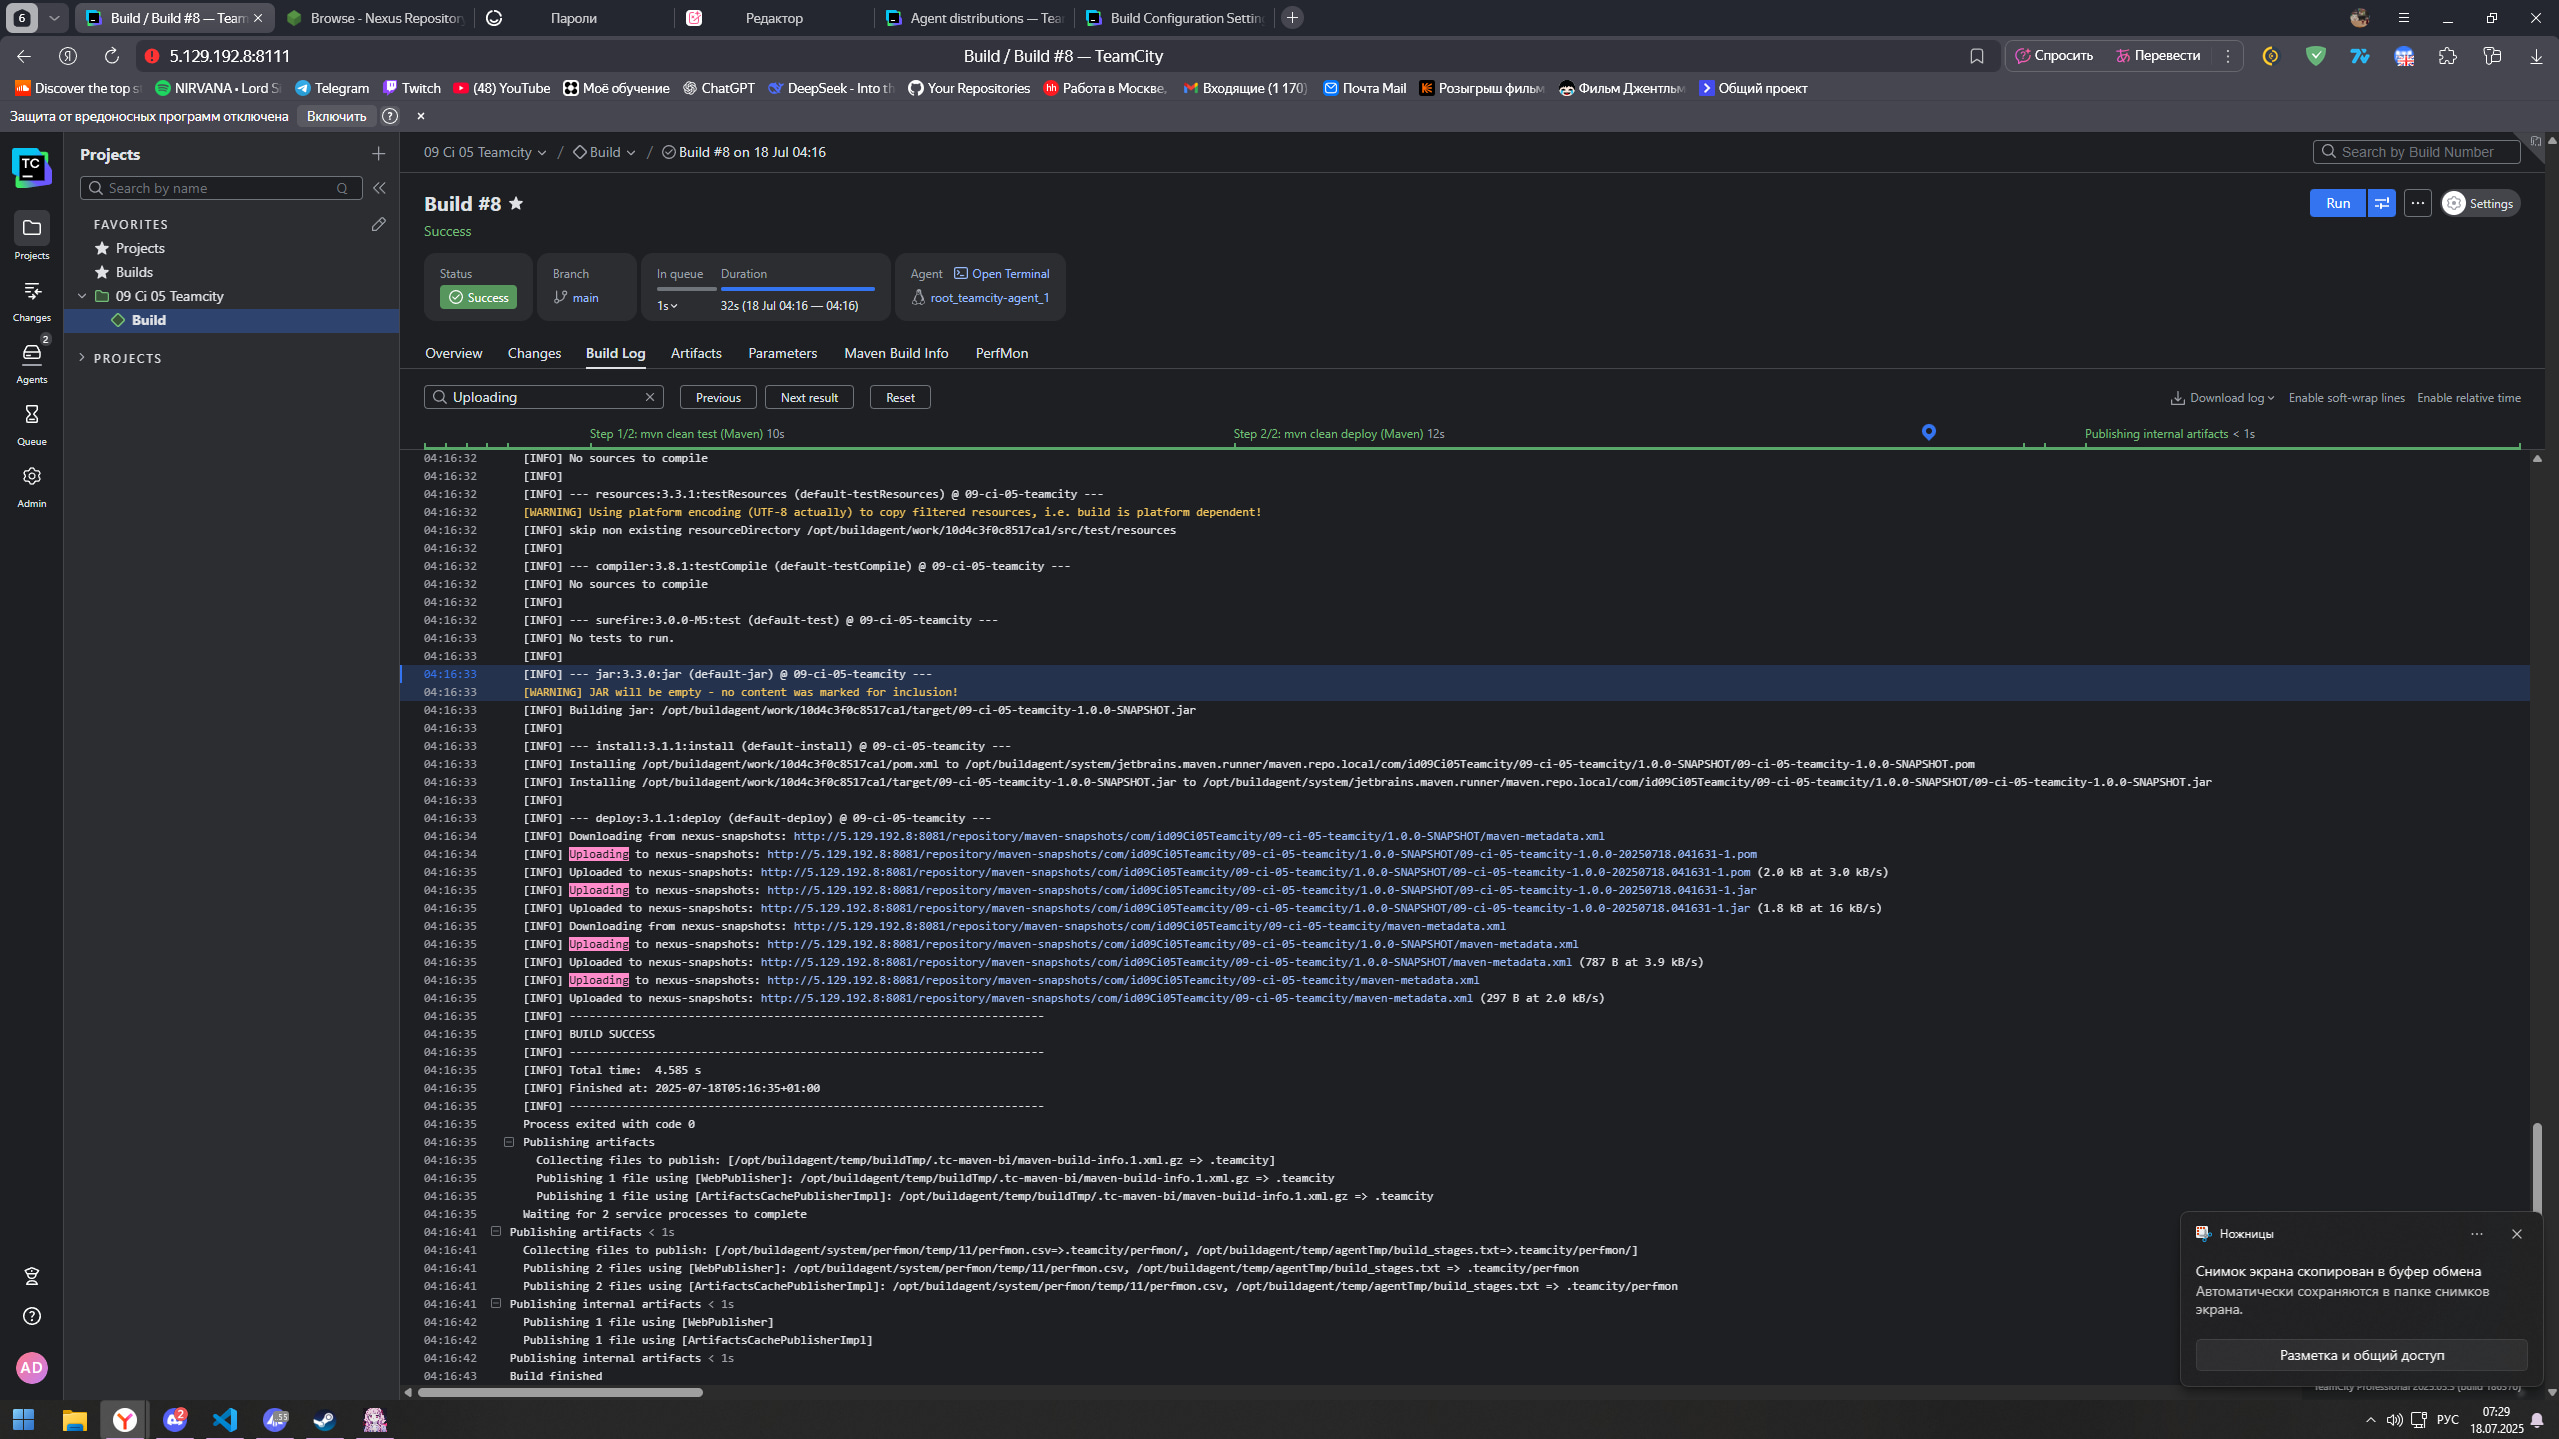 6
Build / Build #8 — Team
Browse - Nexus Repository
Пароли
Редактор
Agent distributions — Tea
Build Configuration Settin
5.129.192.8:8111
Build / Build #8 — TeamCity
Спросить
Перевести
Discover the top s
NIRVANA • Lord S
Telegram
Twitch
(48) YouTube
Моё обучение
ChatGPT
DeepSeek - Into th
Your Repositories
Работа в Москве,
Входящие (1 170)
Почта Mail
Розыгрыш фильм
Фильм Джентльм
Общий проект
Защита от вредоносных программ отключена
Включить
TC
Projects
Changes
2
Agents
Queue
Admin
AD
Projects
Search by name
Q
FAVORITES
Projects
Builds
09 Ci 05 Teamcity
Build
PROJECTS
09 Ci 05 Teamcity / Build / Build #8 on 18 Jul 04:16
Search by Build Number
Build #8
Success
Run
Settings
Status
Success
Branch
main
In queue
1s
Duration
32s (18 Jul 04:16 — 04:16)
Agent
Open Terminal
root_teamcity-agent_1
Overview
Changes
Build Log
Artifacts
Parameters
Maven Build Info
PerfMon
Uploading
Previous
Next result
Reset
Download log
Enable soft-wrap lines
Enable relative time
Step 1/2: mvn clean test (Maven) 10s
Step 2/2: mvn clean deploy (Maven) 12s
Publishing internal artifacts < 1s
04:16:32 [INFO] No sources to compile
04:16:32 [INFO]
04:16:32 [INFO] --- resources:3.3.1:testResources (default-testResources) @ 09-ci-05-teamcity ---
04:16:32 [WARNING] Using platform encoding (UTF-8 actually) to copy filtered resources, i.e. build is platform dependent!
04:16:32 [INFO] skip non existing resourceDirectory /opt/buildagent/work/10d4c3f0c8517ca1/src/test/resources
04:16:32 [INFO]
04:16:32 [INFO] --- compiler:3.8.1:testCompile (default-testCompile) @ 09-ci-05-teamcity ---
04:16:32 [INFO] No sources to compile
04:16:32 [INFO]
04:16:32 [INFO] --- surefire:3.0.0-M5:test (default-test) @ 09-ci-05-teamcity ---
04:16:33 [INFO] No tests to run.
04:16:33 [INFO]
04:16:33 [INFO] --- jar:3.3.0:jar (default-jar) @ 09-ci-05-teamcity ---
04:16:33 [WARNING] JAR will be empty - no content was marked for inclusion!
04:16:33 [INFO] Building jar: /opt/buildagent/work/10d4c3f0c8517ca1/target/09-ci-05-teamcity-1.0.0-SNAPSHOT.jar
04:16:33 [INFO]
04:16:33 [INFO] --- install:3.1.1:install (default-install) @ 09-ci-05-teamcity ---
04:16:33 [INFO] Installing /opt/buildagent/work/10d4c3f0c8517ca1/pom.xml to /opt/buildagent/system/jetbrains.maven.runner/maven.repo.local/com/id09Ci05Teamcity/09-ci-05-teamcity/1.0.0-SNAPSHOT/09-ci-05-teamcity-1.0.0-SNAPSHOT.pom
04:16:33 [INFO] Installing /opt/buildagent/work/10d4c3f0c8517ca1/target/09-ci-05-teamcity-1.0.0-SNAPSHOT.jar to /opt/buildagent/system/jetbrains.maven.runner/maven.repo.local/com/id09Ci05Teamcity/09-ci-05-teamcity/1.0.0-SNAPSHOT/09-ci-05-teamcity-1.0.0-SNAPSHOT.jar
04:16:33 [INFO]
04:16:33 [INFO] --- deploy:3.1.1:deploy (default-deploy) @ 09-ci-05-teamcity ---
04:16:34 [INFO] Downloading from nexus-snapshots: http://5.129.192.8:8081/repository/maven-snapshots/com/id09Ci05Teamcity/09-ci-05-teamcity/1.0.0-SNAPSHOT/maven-metadata.xml
04:16:34 [INFO] Uploading to nexus-snapshots: http://5.129.192.8:8081/repository/maven-snapshots/com/id09Ci05Teamcity/09-ci-05-teamcity/1.0.0-SNAPSHOT/09-ci-05-teamcity-1.0.0-20250718.041631-1.pom
04:16:35 [INFO] Uploaded to nexus-snapshots: http://5.129.192.8:8081/repository/maven-snapshots/com/id09Ci05Teamcity/09-ci-05-teamcity/1.0.0-SNAPSHOT/09-ci-05-teamcity-1.0.0-20250718.041631-1.pom (2.0 kB at 3.0 kB/s)
04:16:35 [INFO] Uploading to nexus-snapshots: http://5.129.192.8:8081/repository/maven-snapshots/com/id09Ci05Teamcity/09-ci-05-teamcity/1.0.0-SNAPSHOT/09-ci-05-teamcity-1.0.0-20250718.041631-1.jar
04:16:35 [INFO] Uploaded to nexus-snapshots: http://5.129.192.8:8081/repository/maven-snapshots/com/id09Ci05Teamcity/09-ci-05-teamcity/1.0.0-SNAPSHOT/09-ci-05-teamcity-1.0.0-20250718.041631-1.jar (1.8 kB at 16 kB/s)
04:16:35 [INFO] Downloading from nexus-snapshots: http://5.129.192.8:8081/repository/maven-snapshots/com/id09Ci05Teamcity/09-ci-05-teamcity/maven-metadata.xml
04:16:35 [INFO] Uploading to nexus-snapshots: http://5.129.192.8:8081/repository/maven-snapshots/com/id09Ci05Teamcity/09-ci-05-teamcity/1.0.0-SNAPSHOT/maven-metadata.xml
04:16:35 [INFO] Uploaded to nexus-snapshots: http://5.129.192.8:8081/repository/maven-snapshots/com/id09Ci05Teamcity/09-ci-05-teamcity/1.0.0-SNAPSHOT/maven-metadata.xml (787 B at 3.9 kB/s)
04:16:35 [INFO] Uploading to nexus-snapshots: http://5.129.192.8:8081/repository/maven-snapshots/com/id09Ci05Teamcity/09-ci-05-teamcity/maven-metadata.xml
04:16:35 [INFO] Uploaded to nexus-snapshots: http://5.129.192.8:8081/repository/maven-snapshots/com/id09Ci05Teamcity/09-ci-05-teamcity/maven-metadata.xml (297 B at 2.0 kB/s)
04:16:35 [INFO] ------------------------------------------------------------------------
04:16:35 [INFO] BUILD SUCCESS
04:16:35 [INFO] ------------------------------------------------------------------------
04:16:35 [INFO] Total time:  4.585 s
04:16:35 [INFO] Finished at: 2025-07-18T05:16:35+01:00
04:16:35 [INFO] ------------------------------------------------------------------------
04:16:35 Process exited with code 0
04:16:35 Publishing artifacts
04:16:35 Collecting files to publish: [/opt/buildagent/temp/buildTmp/.tc-maven-bi/maven-build-info.1.xml.gz => .teamcity]
04:16:35 Publishing 1 file using [WebPublisher]: /opt/buildagent/temp/buildTmp/.tc-maven-bi/maven-build-info.1.xml.gz => .teamcity
04:16:35 Publishing 1 file using [ArtifactsCachePublisherImpl]: /opt/buildagent/temp/buildTmp/.tc-maven-bi/maven-build-info.1.xml.gz => .teamcity
04:16:35 Waiting for 2 service processes to complete
04:16:41 Publishing artifacts < 1s
04:16:41 Collecting files to publish: [/opt/buildagent/system/perfmon/temp/11/perfmon.csv=>.teamcity/perfmon/, /opt/buildagent/temp/agentTmp/build_stages.txt=>.teamcity/perfmon/]
04:16:41 Publishing 2 files using [WebPublisher]: /opt/buildagent/system/perfmon/temp/11/perfmon.csv, /opt/buildagent/temp/agentTmp/build_stages.txt => .teamcity/perfmon
04:16:41 Publishing 2 files using [ArtifactsCachePublisherImpl]: /opt/buildagent/system/perfmon/temp/11/perfmon.csv, /opt/buildagent/temp/agentTmp/build_stages.txt => .teamcity/perfmon
04:16:41 Publishing internal artifacts < 1s
04:16:42 Publishing 1 file using [WebPublisher]
04:16:42 Publishing 1 file using [ArtifactsCachePublisherImpl]
04:16:42 Publishing internal artifacts < 1s
04:16:43 Build finished
Ножницы
Снимок экрана скопирован в буфер обмена
Автоматически сохраняются в папке снимков
экрана.
Разметка и общий доступ
2
55
РУС
07:29
18.07.2025